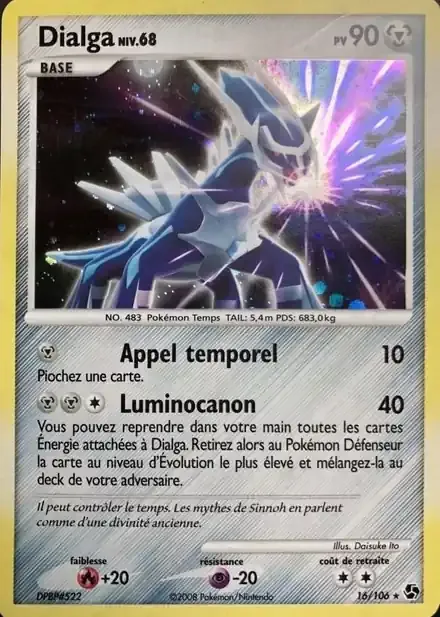 Dialga NIV.68 PV 90
BASE
NO. 483 Pokémon Temps TAIL: 5,4m PDS: 683,0kg
Appel temporel 10
Piochez une carte.
Luminocanon 40
Vous pouvez reprendre dans votre main toutes les cartes
Énergie attachées à Dialga. Retirez alors au Pokémon Défenseur
la carte au niveau d'Évolution le plus élevé et mélangez-la au
deck de votre adversaire.
Il peut contrôler le temps. Les mythes de Sinnoh en parlent
comme d'une divinité ancienne.
Illus. Daisuke Ito
faiblesse résistance coût de retraite
+20 -20
DPBP#522 ©2008 Pokémon/Nintendo 16/106 ★